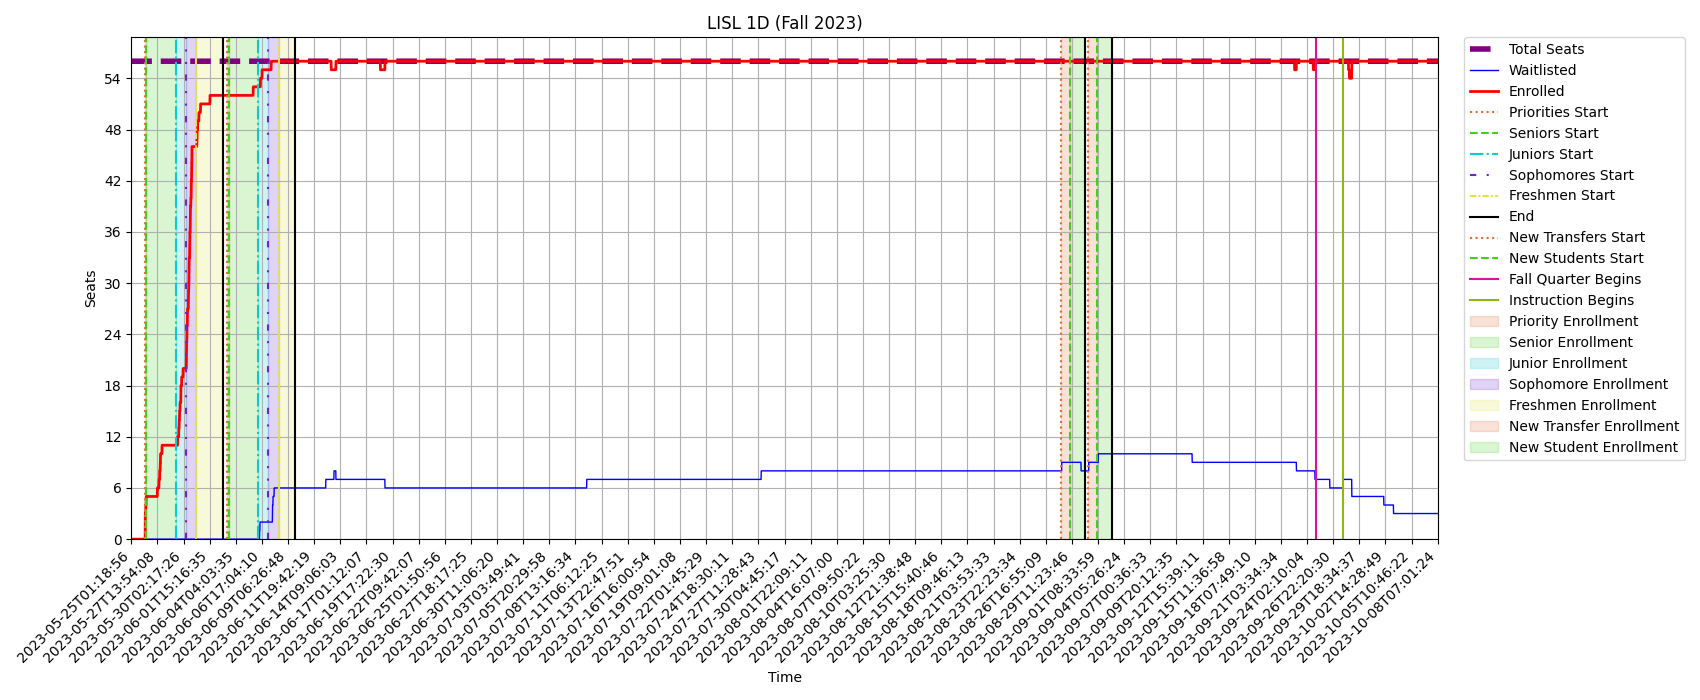 LISL 1D (Fall 2023)
Seats
54
48
42
36
30
24
18
12
6
0
2023-05-25T01:18:56
2023-05-27T13:54:08
2023-05-30T02:17:26
2023-06-01T15:16:35
2023-06-04T04:03:35
2023-06-06T17:04:10
2023-06-09T06:26:48
2023-06-11T19:42:19
2023-06-14T09:06:03
2023-06-17T01:12:07
2023-06-19T17:22:30
2023-06-22T09:42:07
2023-06-25T01:50:56
2023-06-27T18:17:25
2023-06-30T11:06:20
2023-07-03T03:49:41
2023-07-05T20:29:58
2023-07-08T13:16:34
2023-07-11T06:12:25
2023-07-13T22:47:51
2023-07-16T16:00:54
2023-07-19T09:01:08
2023-07-22T01:45:29
2023-07-24T18:30:11
2023-07-27T11:28:43
2023-07-30T04:45:17
2023-08-01T22:09:11
2023-08-04T16:07:00
2023-08-07T09:50:22
2023-08-10T03:25:30
2023-08-12T21:38:48
2023-08-15T15:40:46
2023-08-18T09:46:13
2023-08-21T03:53:33
2023-08-23T22:23:34
2023-08-26T16:55:09
2023-08-29T11:23:46
2023-09-01T08:33:59
2023-09-04T05:26:24
2023-09-07T00:36:33
2023-09-09T20:12:35
2023-09-12T15:39:11
2023-09-15T11:36:58
2023-09-18T07:49:10
2023-09-21T03:34:34
2023-09-24T02:10:04
2023-09-26T22:20:30
2023-09-29T18:34:37
2023-10-02T14:28:49
2023-10-05T10:46:22
2023-10-08T07:01:24
Time
Total Seats
Waitlisted
Enrolled
Priorities Start
Seniors Start
Juniors Start
Sophomores Start
Freshmen Start
End
New Transfers Start
New Students Start
Fall Quarter Begins
Instruction Begins
Priority Enrollment
Senior Enrollment
Junior Enrollment
Sophomore Enrollment
Freshmen Enrollment
New Transfer Enrollment
New Student Enrollment